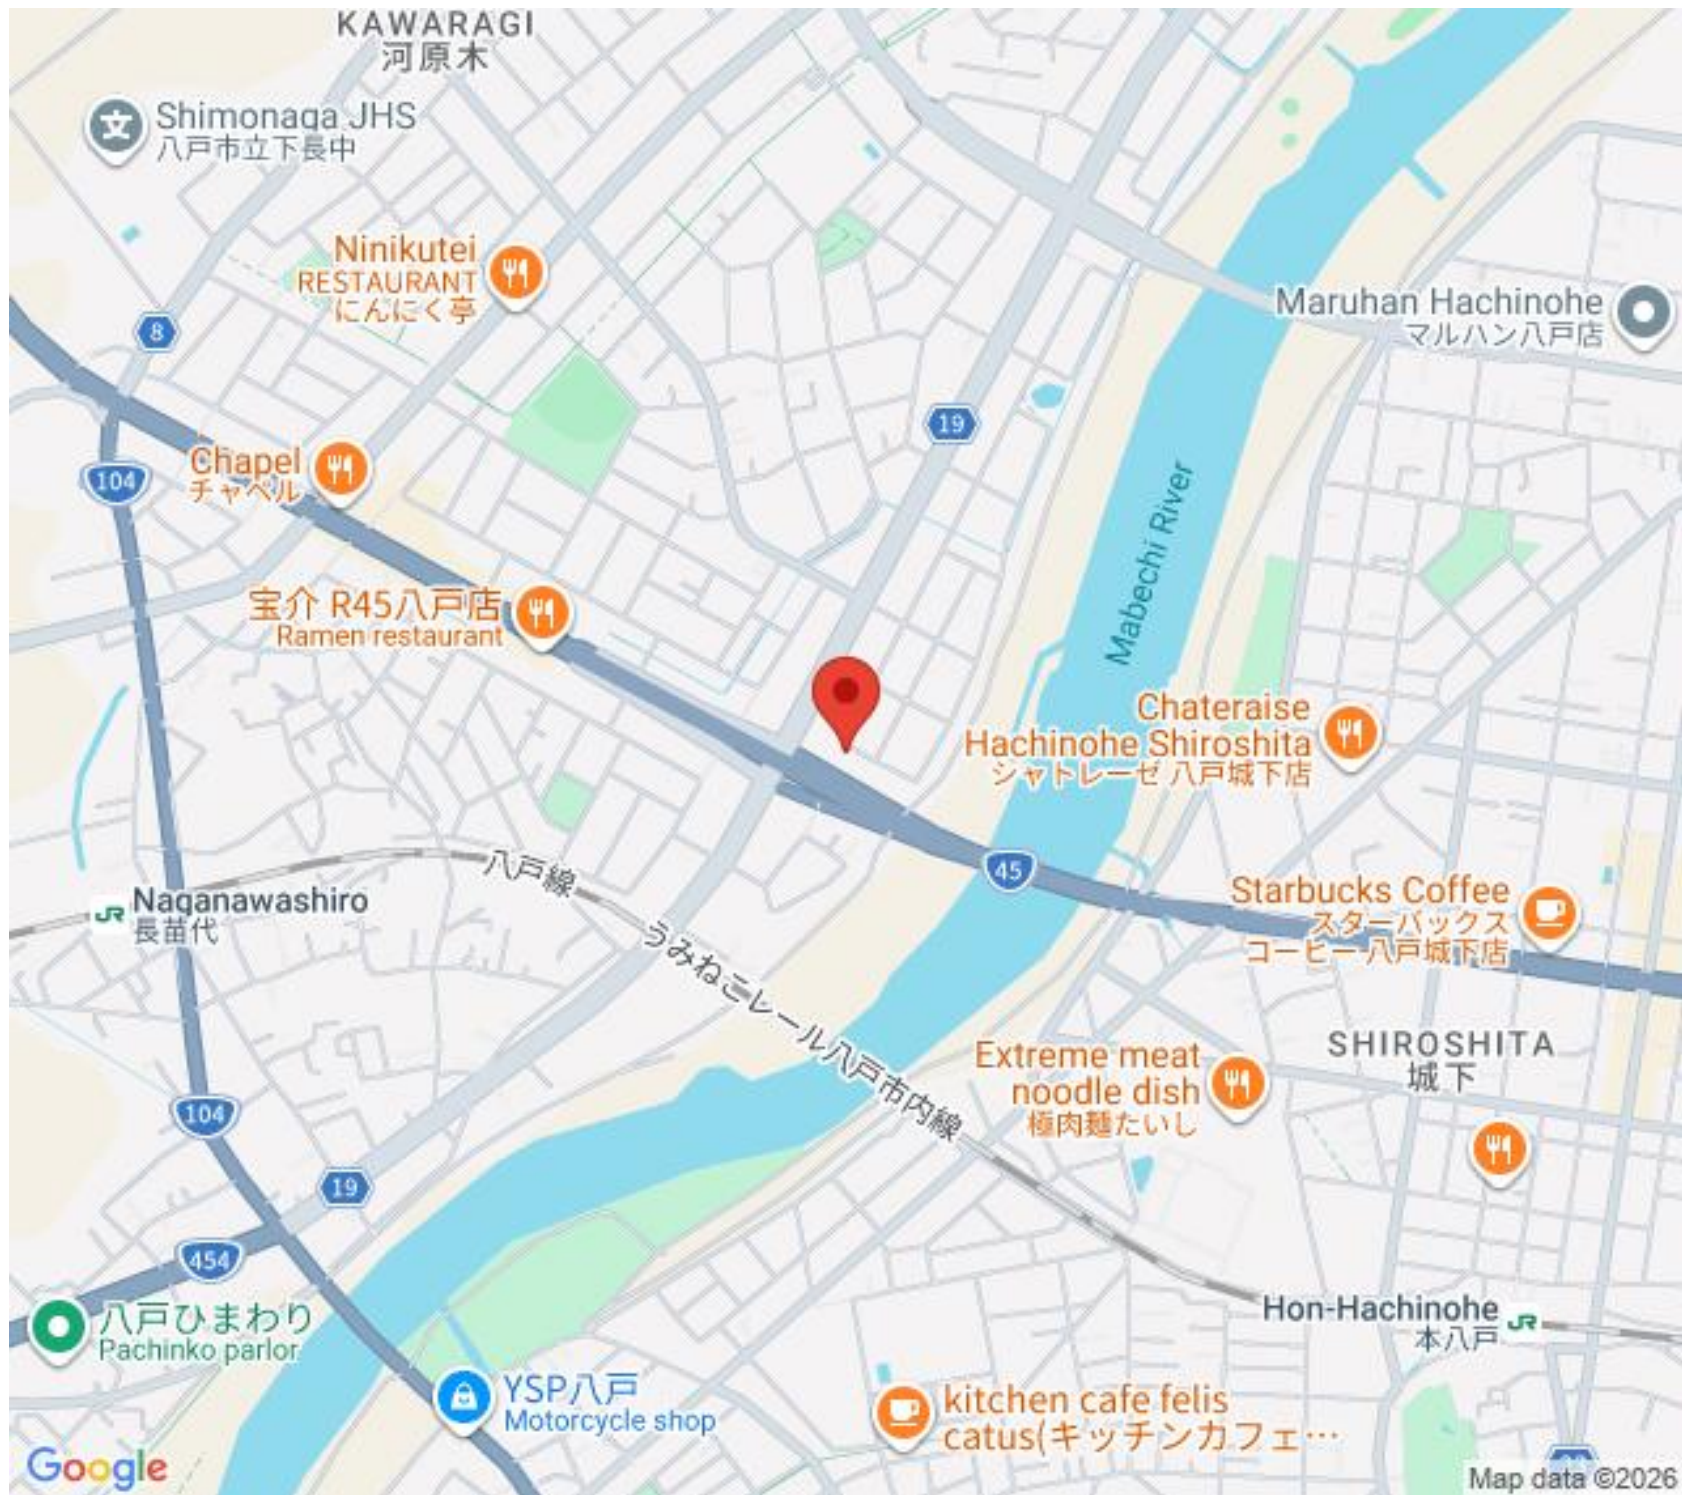 KAWARAGI
河原木
Shimonaga JHS
八戸市立下長中
Ninikutei
RESTAURANT
にんにく亭
8
Maruhan Hachinohe
マルハン八戸店
19
Chapel
チャペル
104
Mabechi River
宝介 R45八戸店
Ramen restaurant
Chateraise
Hachinohe Shiroshita
シャトレーゼ 八戸城下店
八戸線
45
Naganawashiro
長苗代
JR
Starbucks Coffee
スターバックス
コーヒー 八戸城下店
うみねこレール八戸市内線
SHIROSHITA
城下
Extreme meat
noodle dish
極肉麺たいし
104
19
454
八戸ひまわり
Pachinko parlor
Hon-Hachinohe
本八戸
JR
YSP八戸
Motorcycle shop
kitchen cafe felis
catus(キッチンカフェ…
Google
Map data ©2026